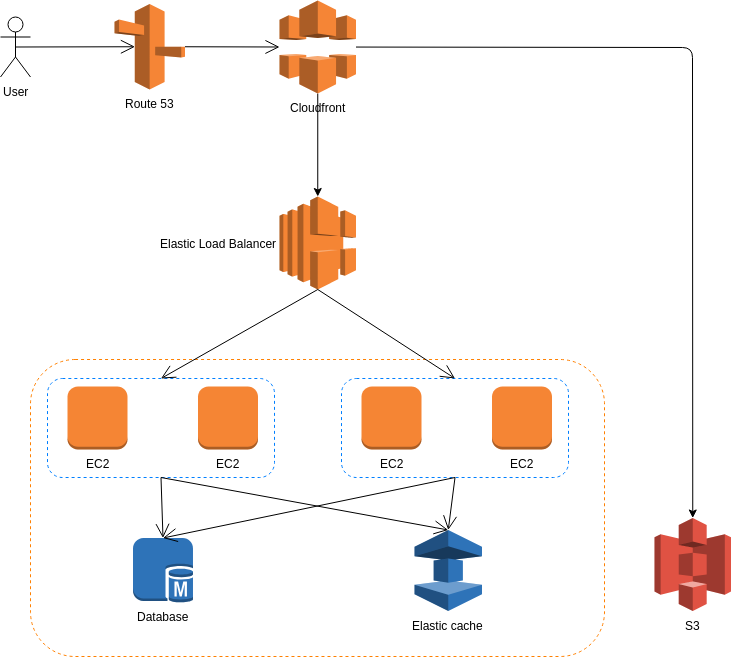 User
Route 53
Cloudfront
Elastic Load Balancer
EC2
EC2
EC2
EC2
M
Database
Elastic cache
S3